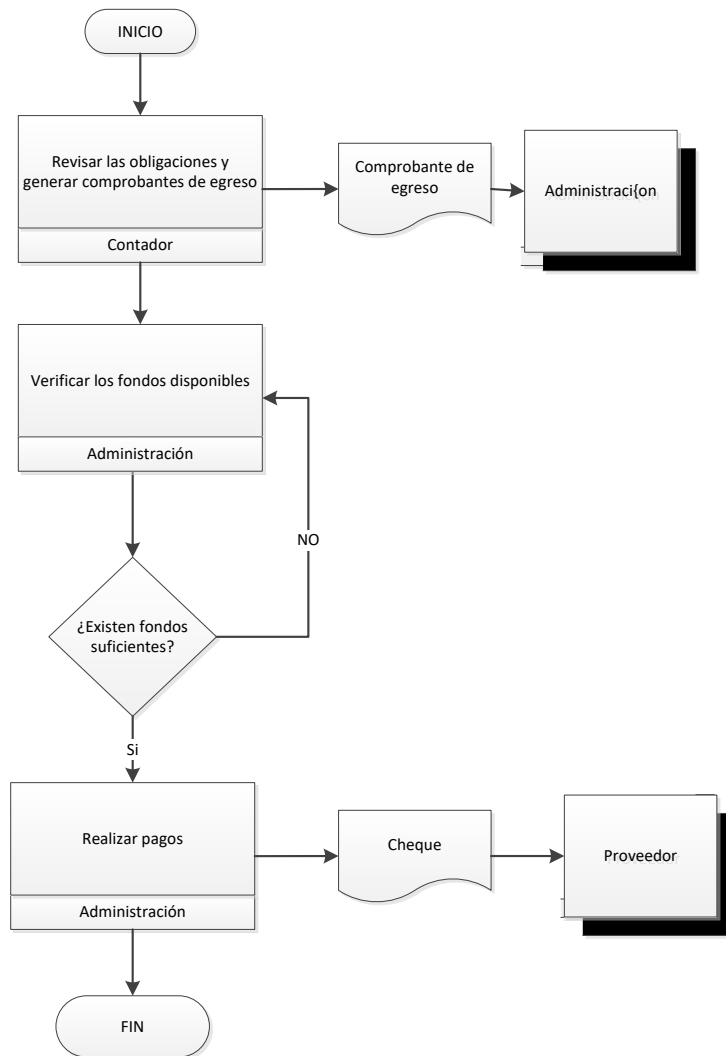 INICIO
Revisar las obligaciones y
generar comprobantes de egreso
Contador
Comprobante de
egreso
Administraci{on
Verificar los fondos disponibles
Administración
NO
¿Existen fondos
suficientes?
Si
Realizar pagos
Administración
Cheque
Proveedor
FIN